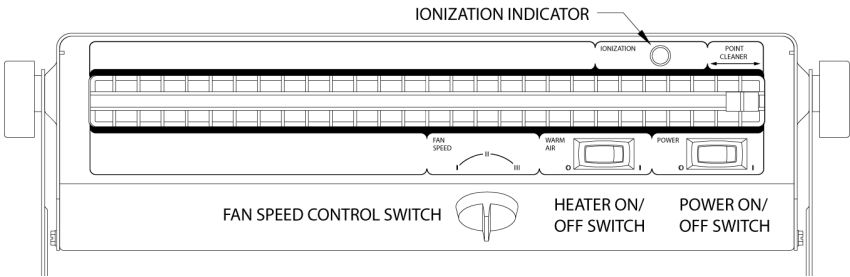 IONIZATION INDICATOR
IONIZATION
POINT
CLEANER
FAN
SPEED
I
II
III
WARM
AIR
O
I
POWER
O
I
FAN SPEED CONTROL SWITCH
HEATER ON/
OFF SWITCH
POWER ON/
OFF SWITCH